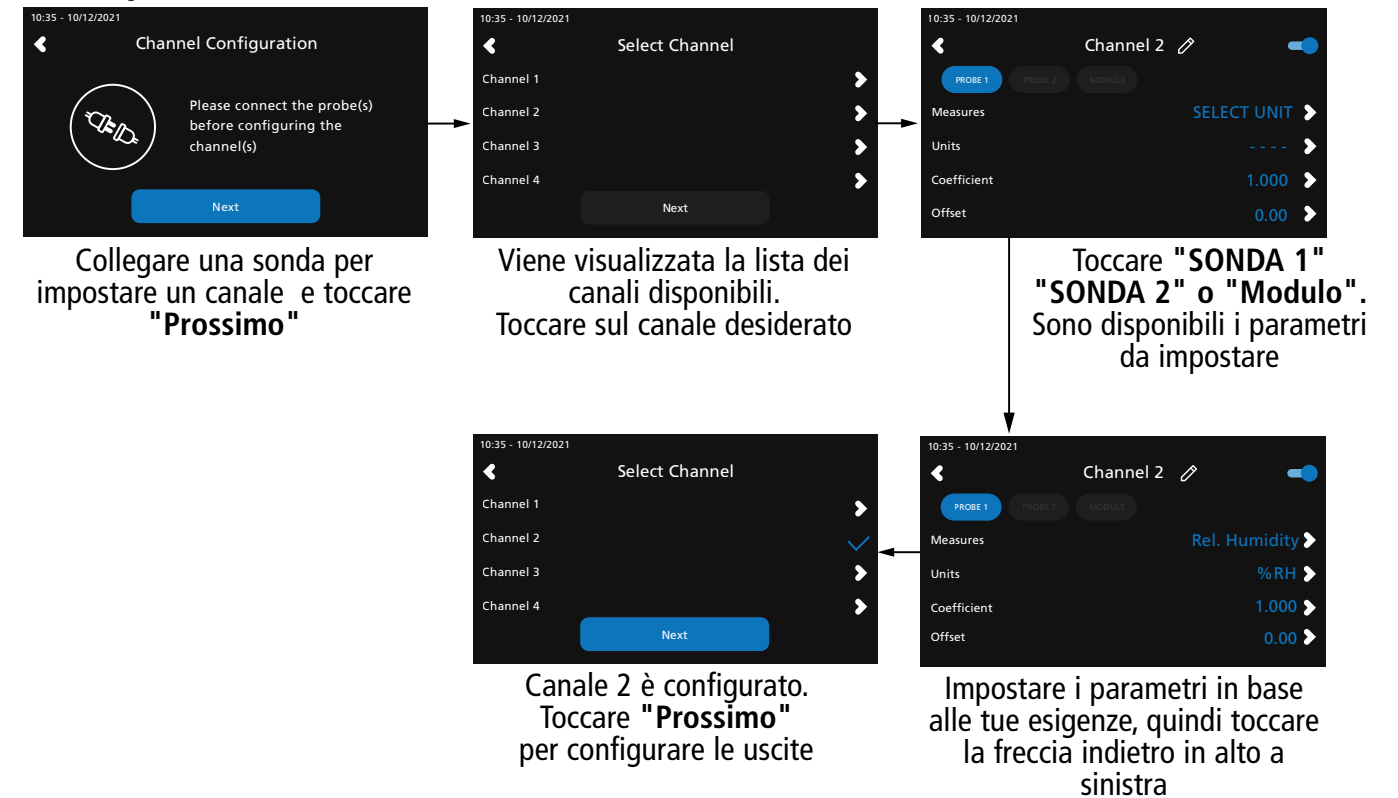 10:35 - 10/12/2021
Channel Configuration
Please connect the probe(s)
before configuring the
channel(s)
Next
Collegare una sonda per
impostare un canale e toccare
"Prossimo"
10:35 - 10/12/2021
Select Channel
Channel 1
Channel 2
Channel 3
Channel 4
Next
Viene visualizzata la lista dei
canali disponibili.
Toccare sul canale desiderato
10:35 - 10/12/2021
Channel 2
PROBE 1 PROBE 2 MODULE
Measures SELECT UNIT
Units - - - -
Coefficient 1.000
Offset 0.00
Toccare "SONDA 1"
"SONDA 2" o "Modulo".
Sono disponibili i parametri
da impostare
10:35 - 10/12/2021
Channel 2
PROBE 1 PROBE 2 MODULE
Measures Rel. Humidity
Units %RH
Coefficient 1.000
Offset 0.00
Impostare i parametri in base
alle tue esigenze, quindi toccare
la freccia indietro in alto a
sinistra
10:35 - 10/12/2021
Select Channel
Channel 1
Channel 2
Channel 3
Channel 4
Next
Canale 2 è configurato.
Toccare "Prossimo"
per configurare le uscite